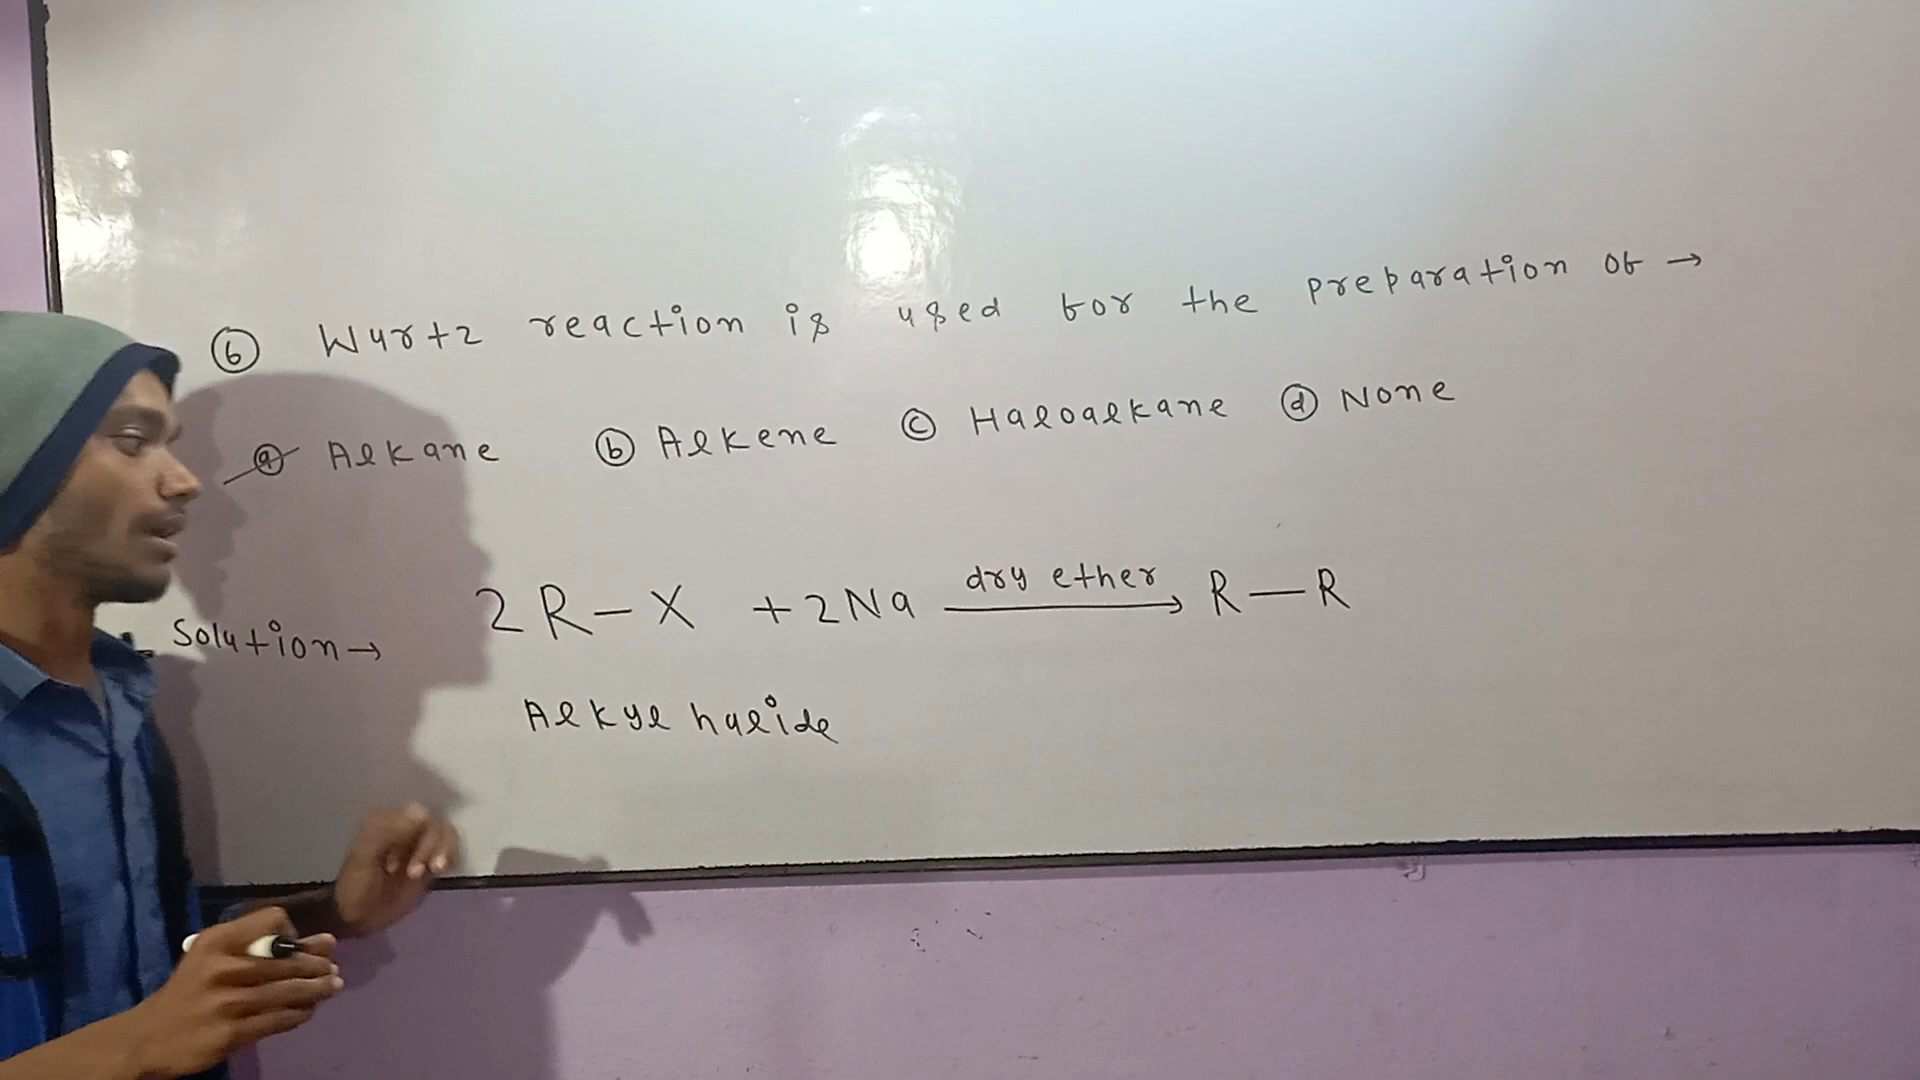 ⑥ Wurtz reaction is used for the preparation of →
ⓐ Alkane ⓑ Alkene ⓒ Haloalkane ⓓ None
Solution → 2 R — X + 2Na dry ether → R — R
Alkyl halide